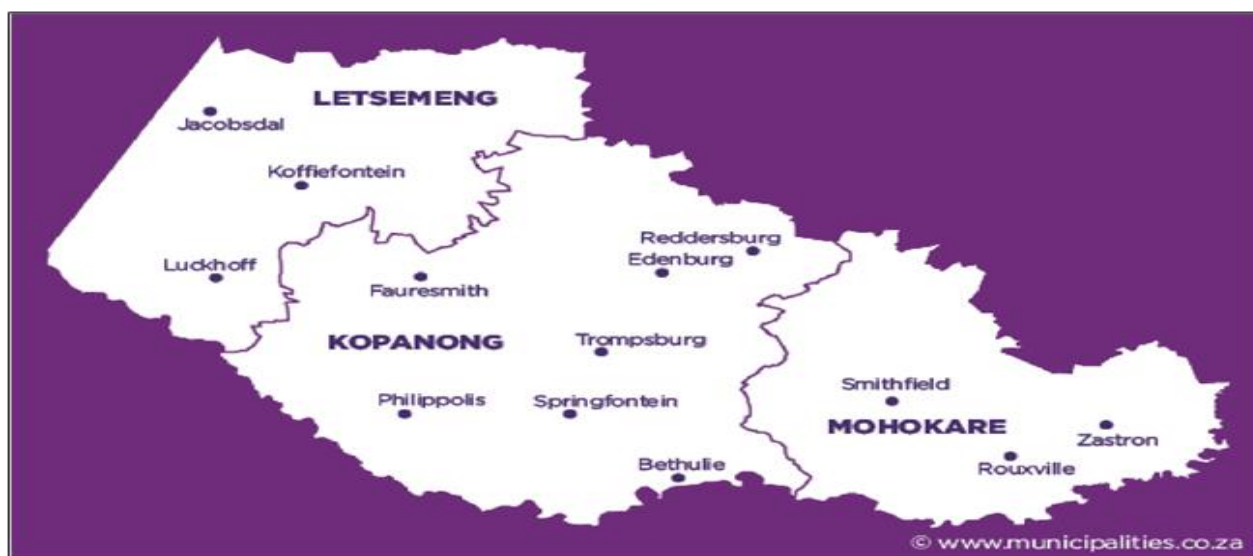 LETSEMENG
Jacobsdal
Koffiefontein
Luckhoff
Reddersburg
Edenburg
Fauresmith
KOPANONG
Trompsburg
Philippolis
Springfontein
Bethulie
Smithfield
MOHOKARE
Zastron
Rouxville
© www.municipalities.co.za